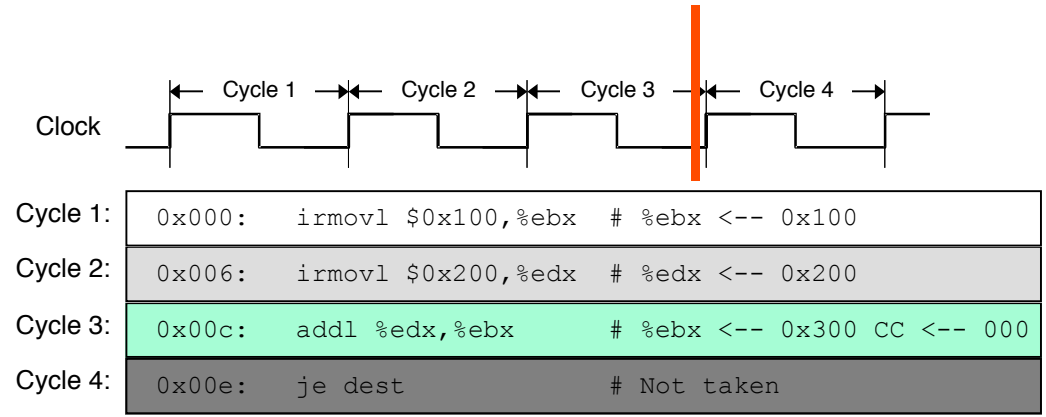 Cycle 1 Cycle 2 Cycle 3 Cycle 4
Clock
Cycle 1: 0x000: irmovl $0x100,%ebx # %ebx <-- 0x100
Cycle 2: 0x006: irmovl $0x200,%edx # %edx <-- 0x200
Cycle 3: 0x00c: addl %edx,%ebx # %ebx <-- 0x300 CC <-- 000
Cycle 4: 0x00e: je dest # Not taken